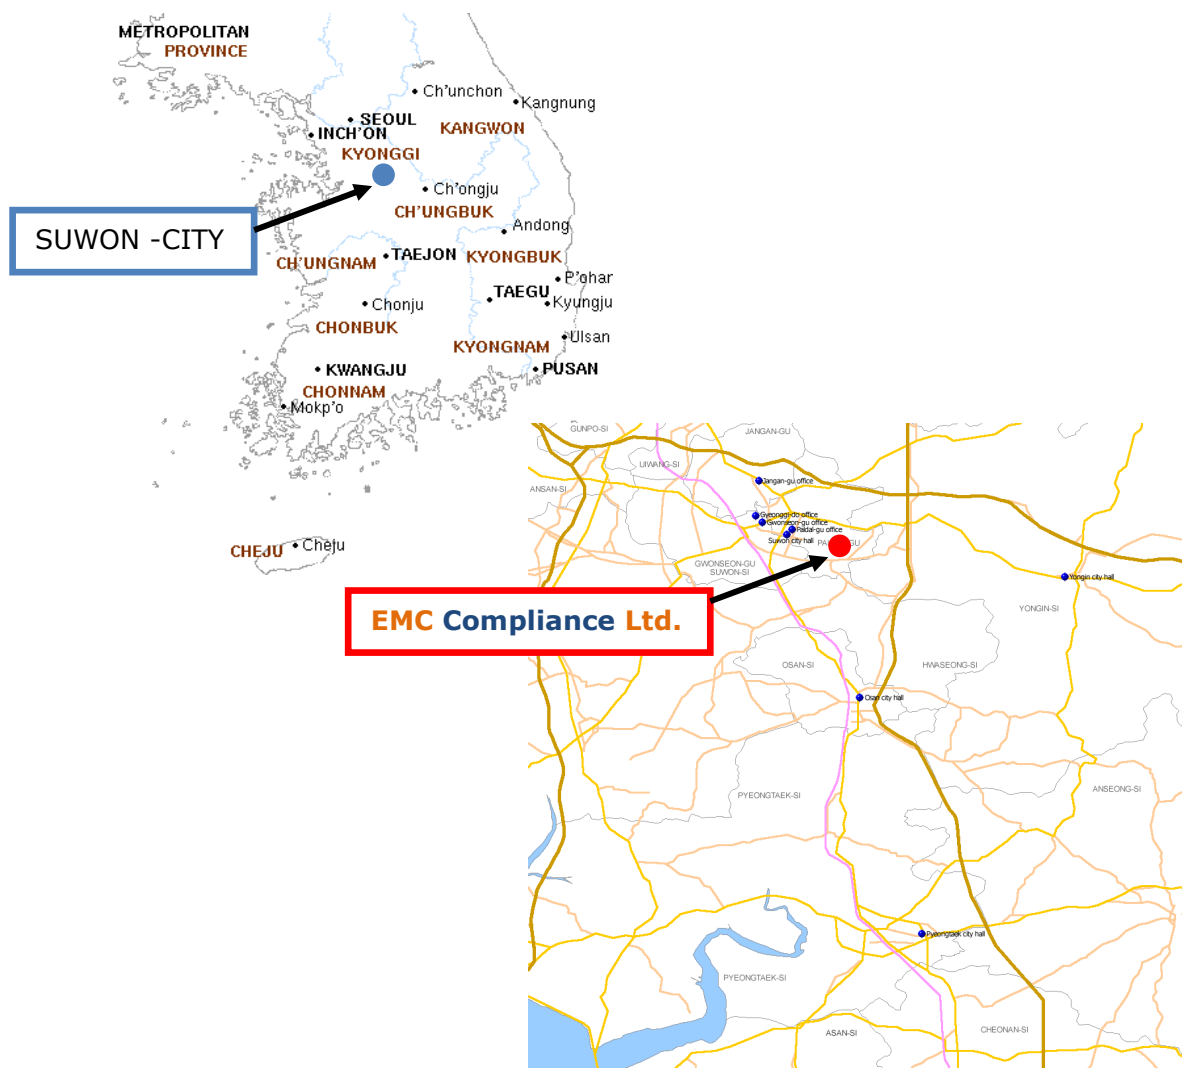 METROPOLITAN
PROVINCE
Ch'unchon
Kangnung
SEOUL
KANGWON
INCH'ON
KYONGGI
Ch'ongju
CH'UNGBUK
SUWON -CITY
Andong
TAEJON
KYONGBUK
CH'UNGNAM
P'ohar
TAEGU
Chonju
Kyungju
CHONBUK
Ulsan
KYONGNAM
KWANGJU
PUSAN
CHONNAM
Mokp'o
CHEJU
Cheju
GUNPO-SI
JANGAN-GU
UIWANG-SI
Jangan-gu office
ANSAN-SI
Gyeonggi-do office
Gwonseon-gu office
Paldal-gu office
Suwon city hall
GWONSEON-GU
SUWON-SI
Yongin city hall
YONGIN-SI
EMC Compliance Ltd.
OSAN-SI
HWASEONG-SI
Osan city hall
PYEONGTAEK-SI
ANSEONG-SI
Pyeongtaek city hall
PYEONGTAEK-SI
ASAN-SI
CHEONAN-SI